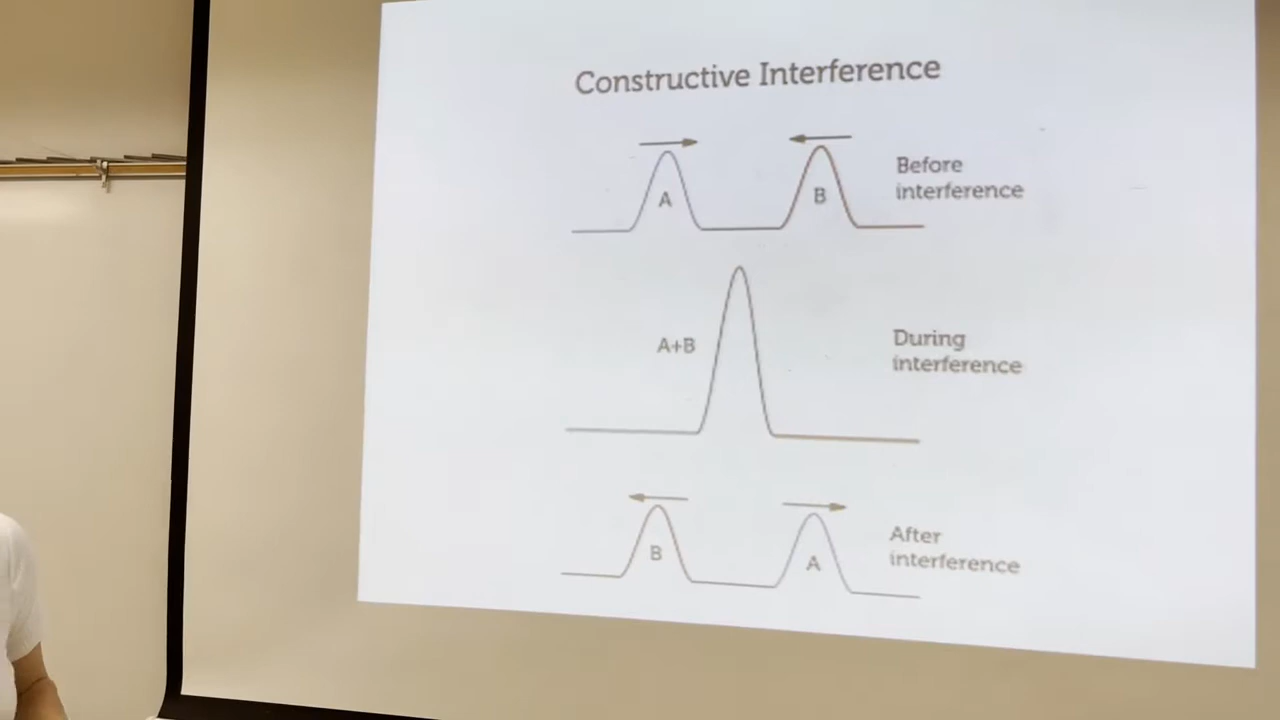 Constructive Interference
A
B
Before
interference
A+B
During
interference
B
A
After
interference